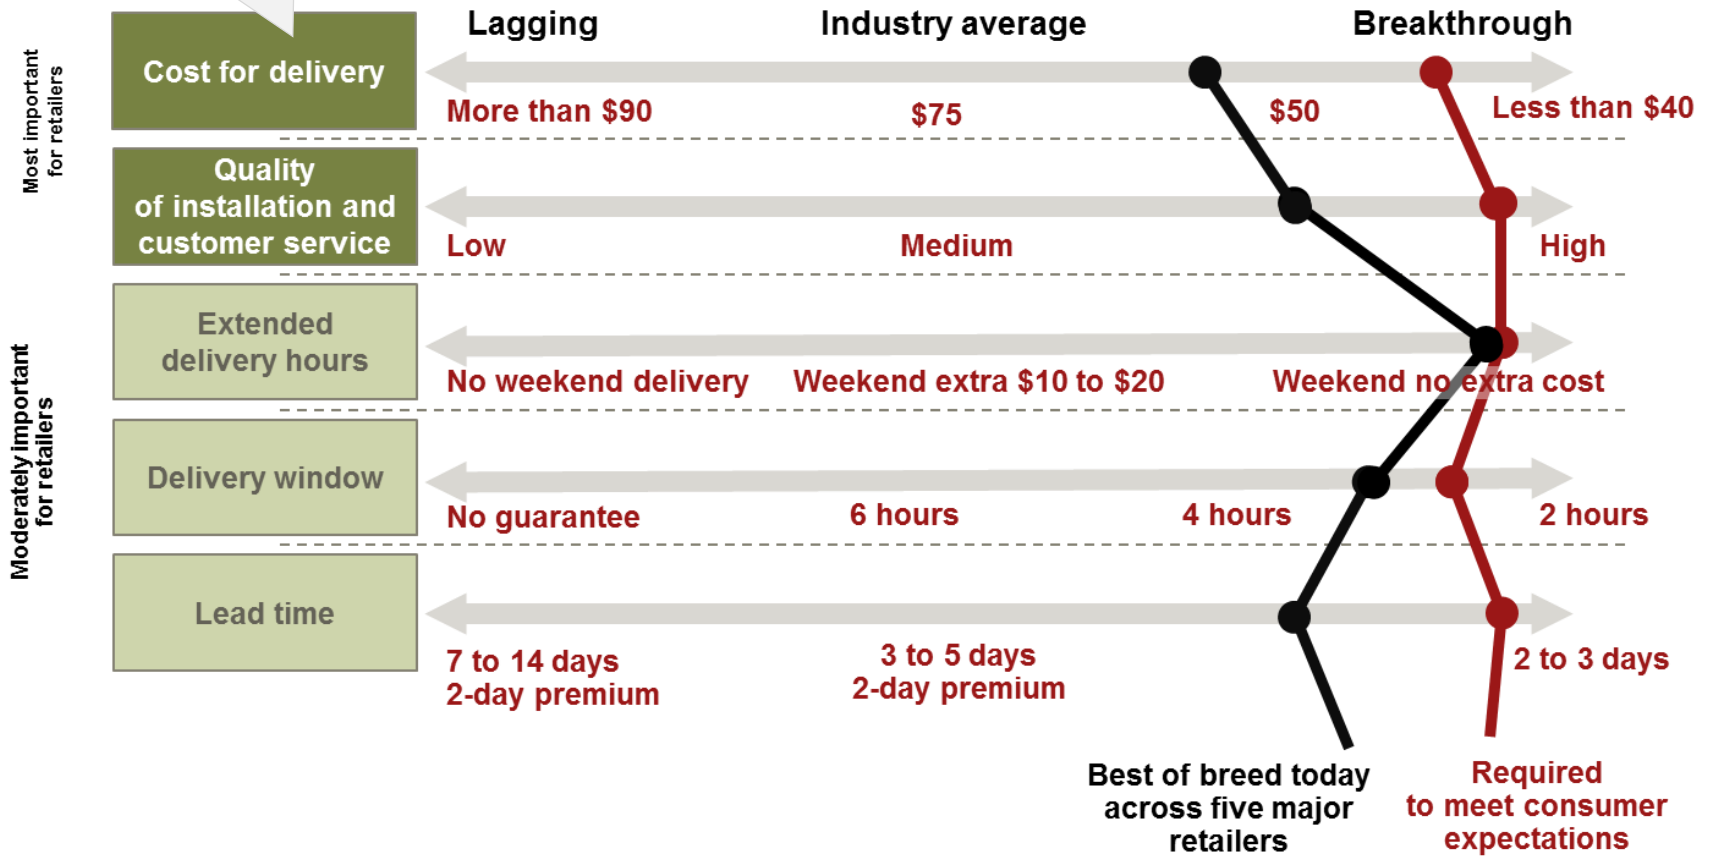 Lagging
Industry average
Breakthrough
Most important
for retailers
Cost for delivery
More than $90
$75
$50
Less than $40
Quality
of installation and
customer service
Low
Medium
High
Moderately important
for retailers
Extended
delivery hours
No weekend delivery
Weekend extra $10 to $20
Weekend no extra cost
Delivery window
No guarantee
6 hours
4 hours
2 hours
Lead time
7 to 14 days
2-day premium
3 to 5 days
2-day premium
2 to 3 days
Best of breed today
across five major
retailers
Required
to meet consumer
expectations